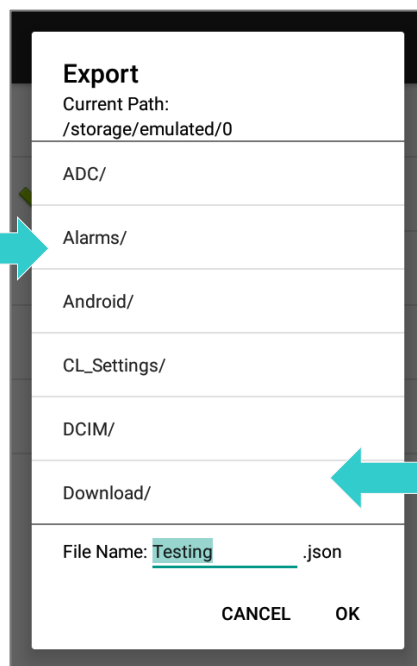 Export
Current Path:
/storage/emulated/0
ADC/
Alarms/
Android/
CL_Settings/
DCIM/
Download/
File Name: Testing .json
CANCEL OK